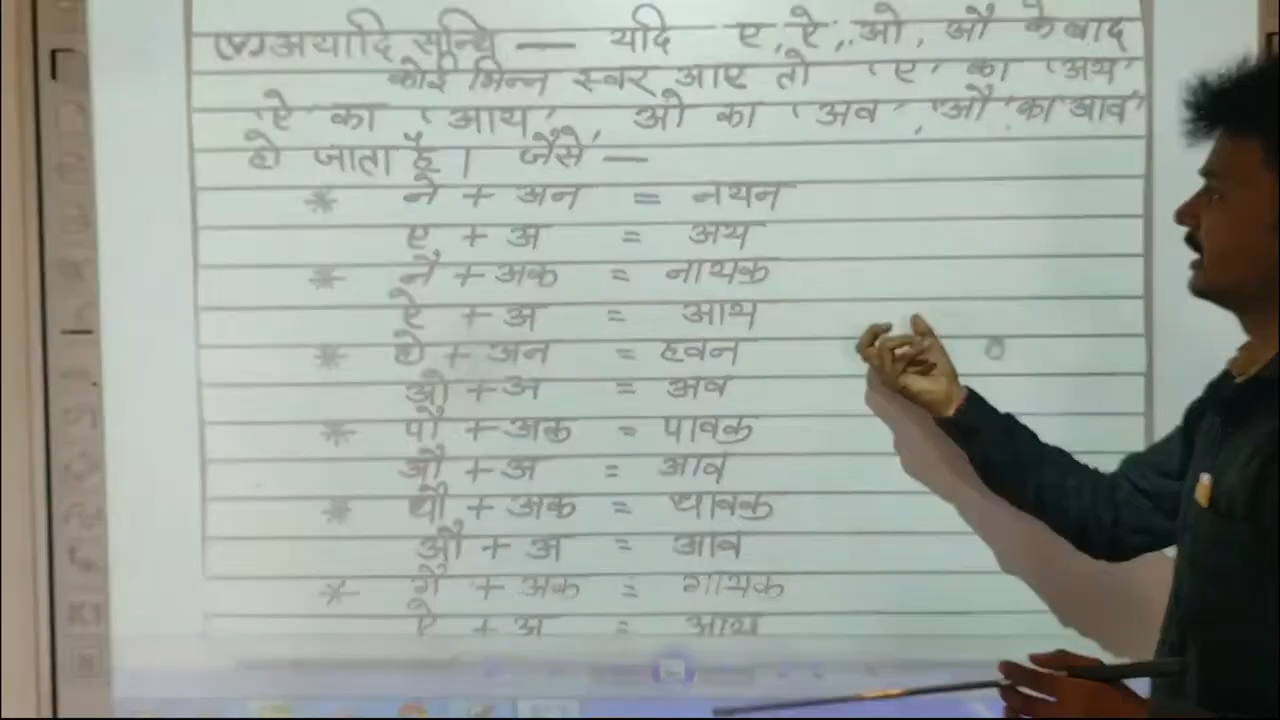 अयादि सन्धि — यदि ए, ऐ, ओ, औ के बाद
कोई भिन्न स्वर आए तो 'ए' का 'अय'
'ऐ' का 'आय', ओ का 'अव', 'औ' का आव'
हो जाता है। जैसे —
* ने + अन = नयन
ए + अ = अय
* नै + अक = नायक
ऐ + अ = आय
* हो + अन = हवन
ओ + अ = अव
* पौ + अक = पावक
औ + अ = आव
* धौ + अक = धावक
औ + अ = आव
* गै + अक = गायक
ऐ + अ = आय